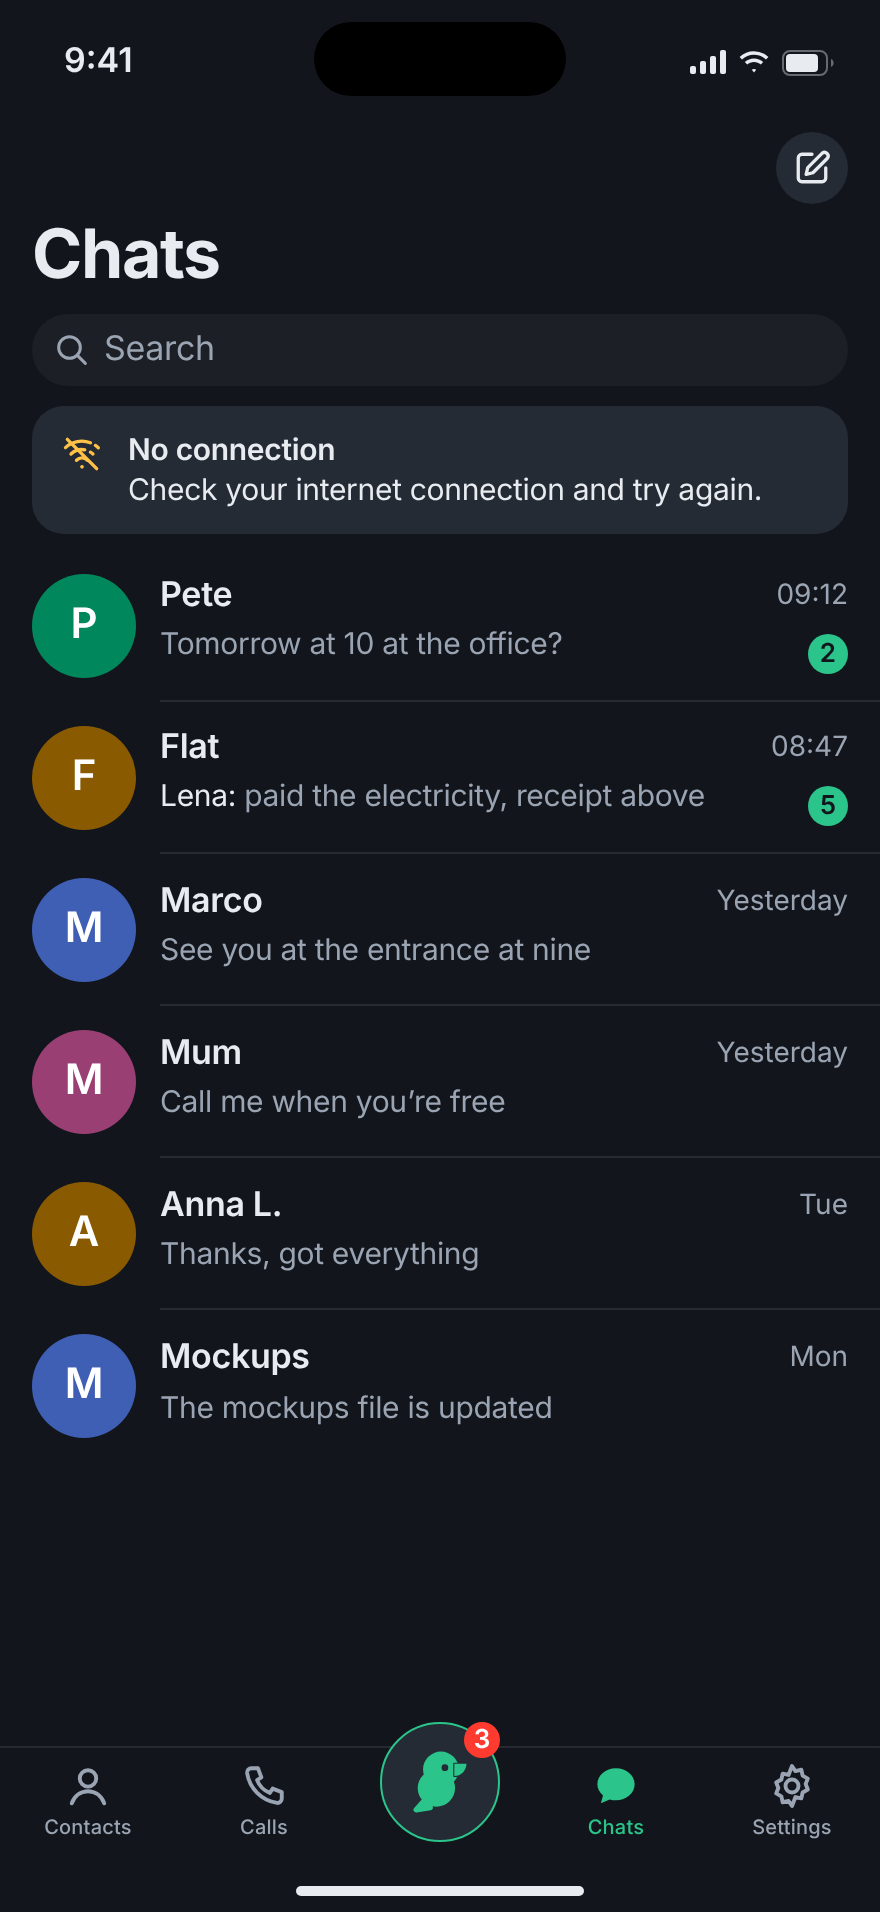 9:41
Chats
Search
No connection
Check your internet connection and try again.
P
Pete
09:12
Tomorrow at 10 at the office?
2
F
Flat
08:47
Lena: paid the electricity, receipt above
5
M
Marco
Yesterday
See you at the entrance at nine
M
Mum
Yesterday
Call me when you’re free
A
Anna L.
Tue
Thanks, got everything
M
Mockups
Mon
The mockups file is updated
3
Contacts
Calls
Chats
Settings